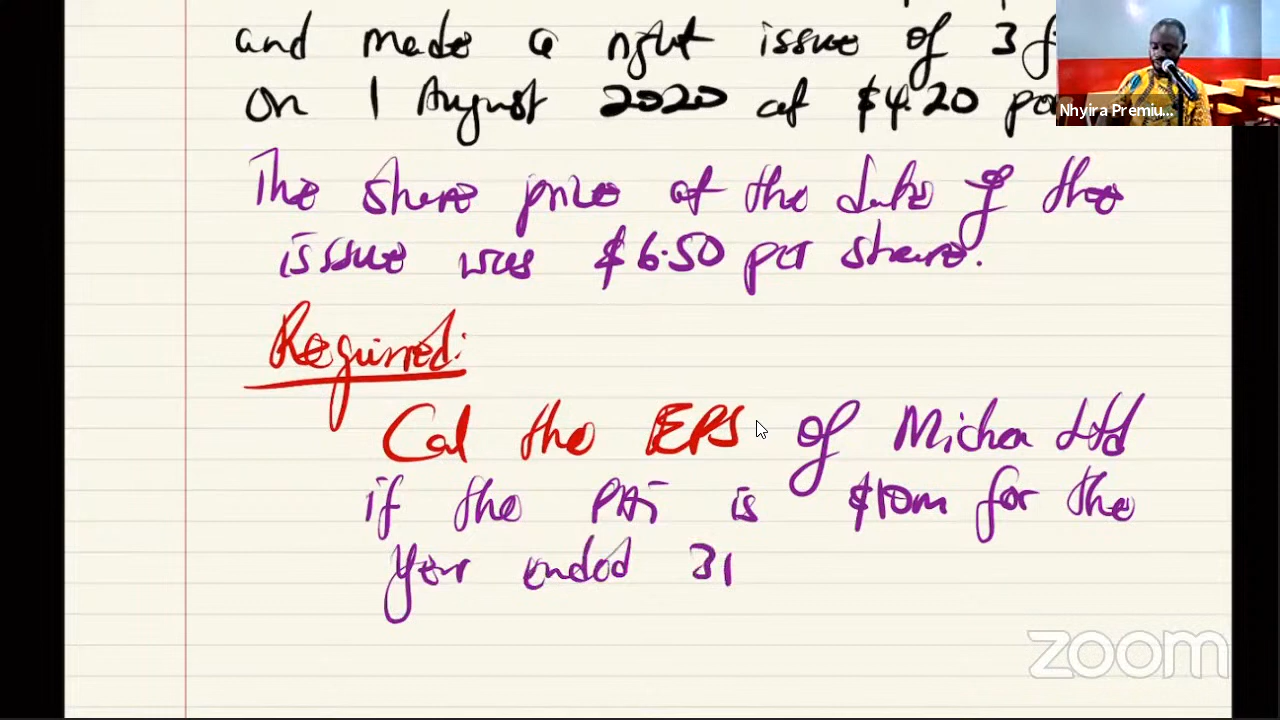 and made a right issue of 3 f
on 1 August 2020 at $4.20 per
Nhyira Premiu...
The share price at the date of the
issue was $6.50 per share.
Required:
Cal the EPS of Micha Ltd
if the PAT is $10m for the
year ended 31
zoom